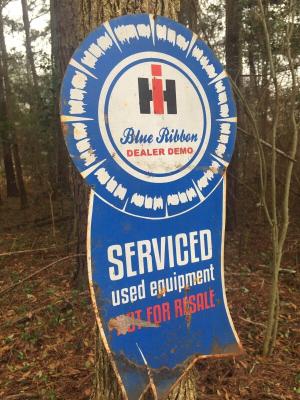 IH
Blue Ribbon
DEALER DEMO
SERVICED
used equipment
NOT FOR RESALE